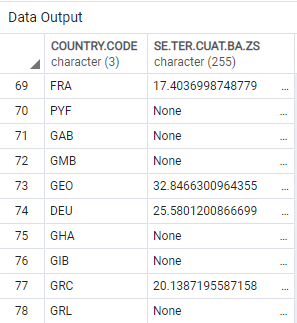 Data Output
COUNTRY.CODE SE.TER.CUAT.BA.ZS
character (3) character (255)
69 FRA 17.4036998748779 ...
70 PYF None ...
71 GAB None ...
72 GMB None ...
73 GEO 32.8466300964355 ...
74 DEU 25.5801200866699 ...
75 GHA None ...
76 GIB None ...
77 GRC 20.1387195587158 ...
78 GRL None ...